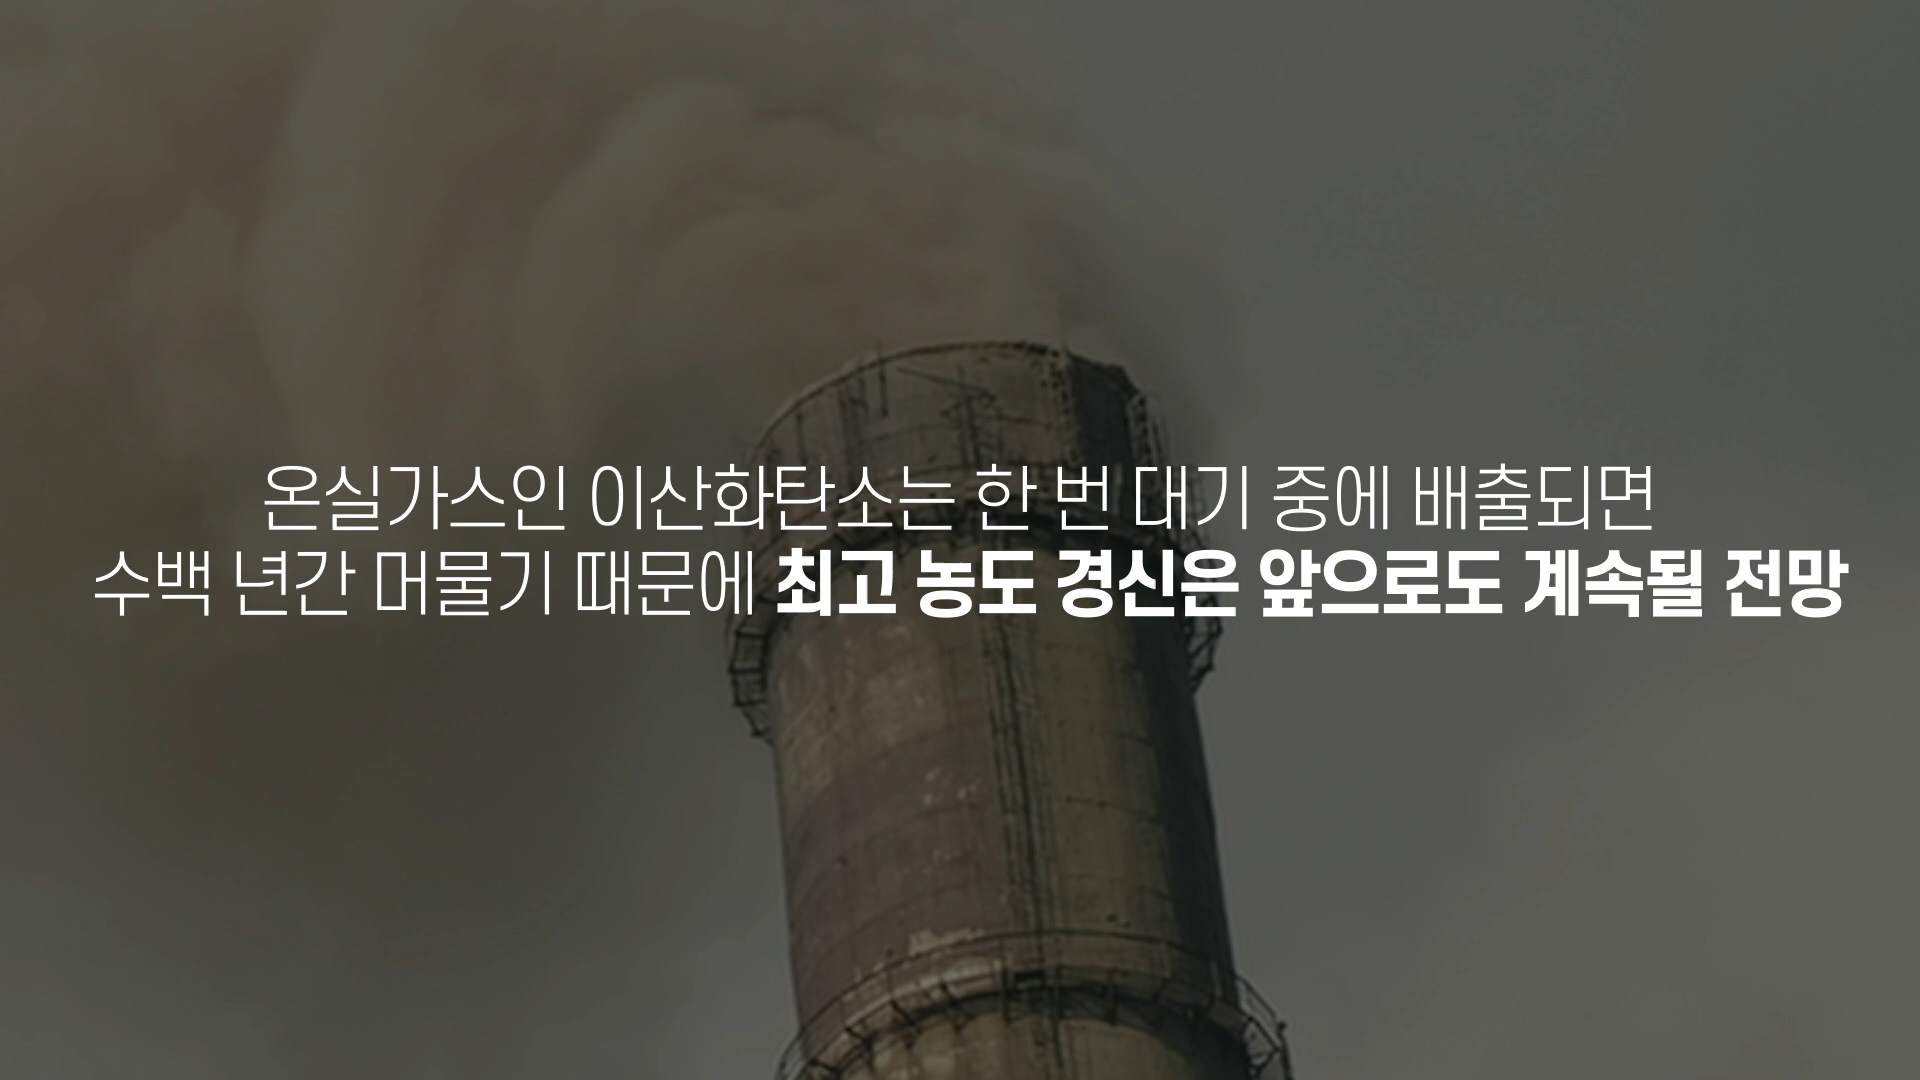 온실가스인 이산화탄소는 한 번 대기 중에 배출되면
수백 년간 머물기 때문에 최고 농도 경신은 앞으로도 계속될 전망